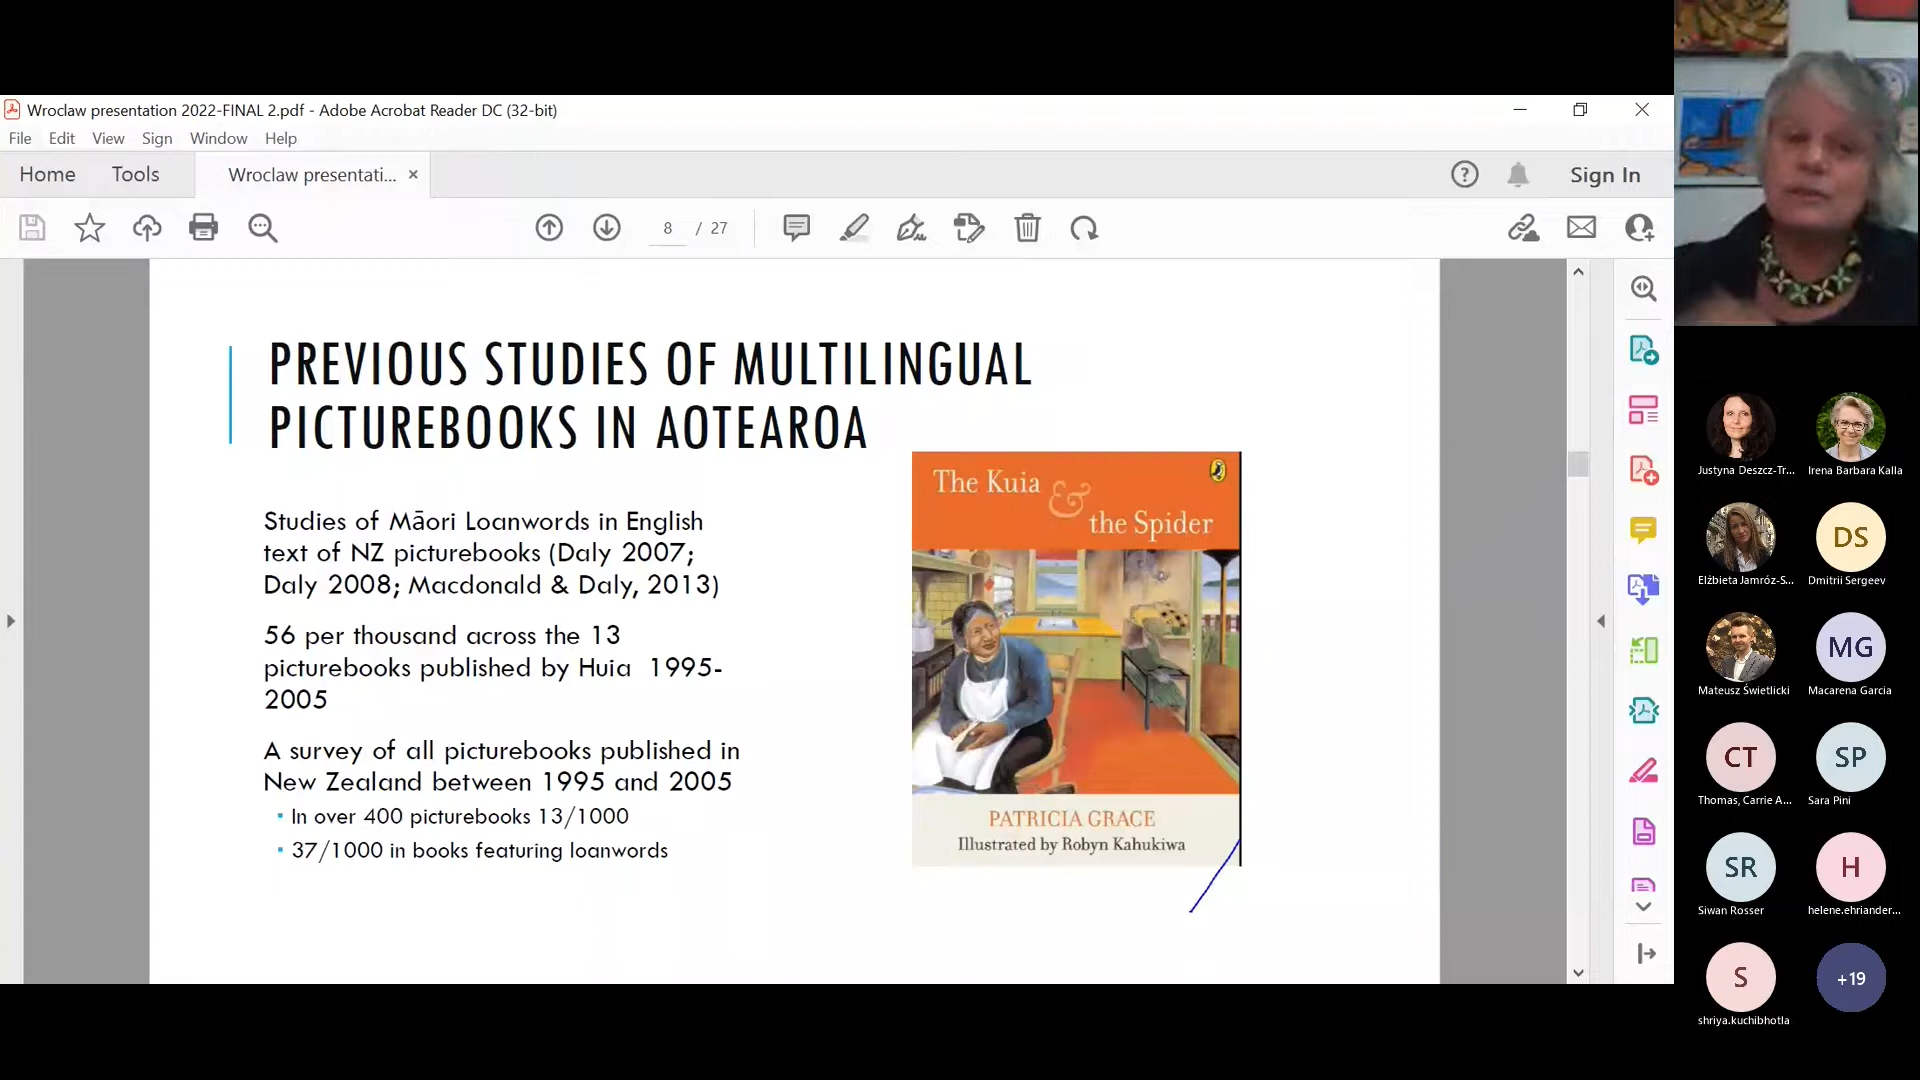 Wroclaw presentation 2022-FINAL 2.pdf - Adobe Acrobat Reader DC (32-bit)
File Edit View Sign Window Help
Home Tools Wroclaw presentati... × Sign In
8 / 27
PREVIOUS STUDIES OF MULTILINGUAL
PICTUREBOOKS IN AOTEAROA
Studies of Māori Loanwords in English
text of NZ picturebooks (Daly 2007;
Daly 2008; Macdonald & Daly, 2013)
56 per thousand across the 13
picturebooks published by Huia 1995-
2005
A survey of all picturebooks published in
New Zealand between 1995 and 2005
▪ In over 400 picturebooks 13/1000
▪ 37/1000 in books featuring loanwords
The Kuia &
the Spider
PATRICIA GRACE
Illustrated by Robyn Kahukiwa
Justyna Deszcz-Tr... Irena Barbara Kalla
DS
Elżbieta Jamróz-S... Dmitrii Sergeev
MG
Mateusz Świetlicki Macarena Garcia
CT SP
Thomas, Carrie A... Sara Pini
SR H
Siwan Rosser helene.ehriander...
S +19
shriya.kuchibhotla